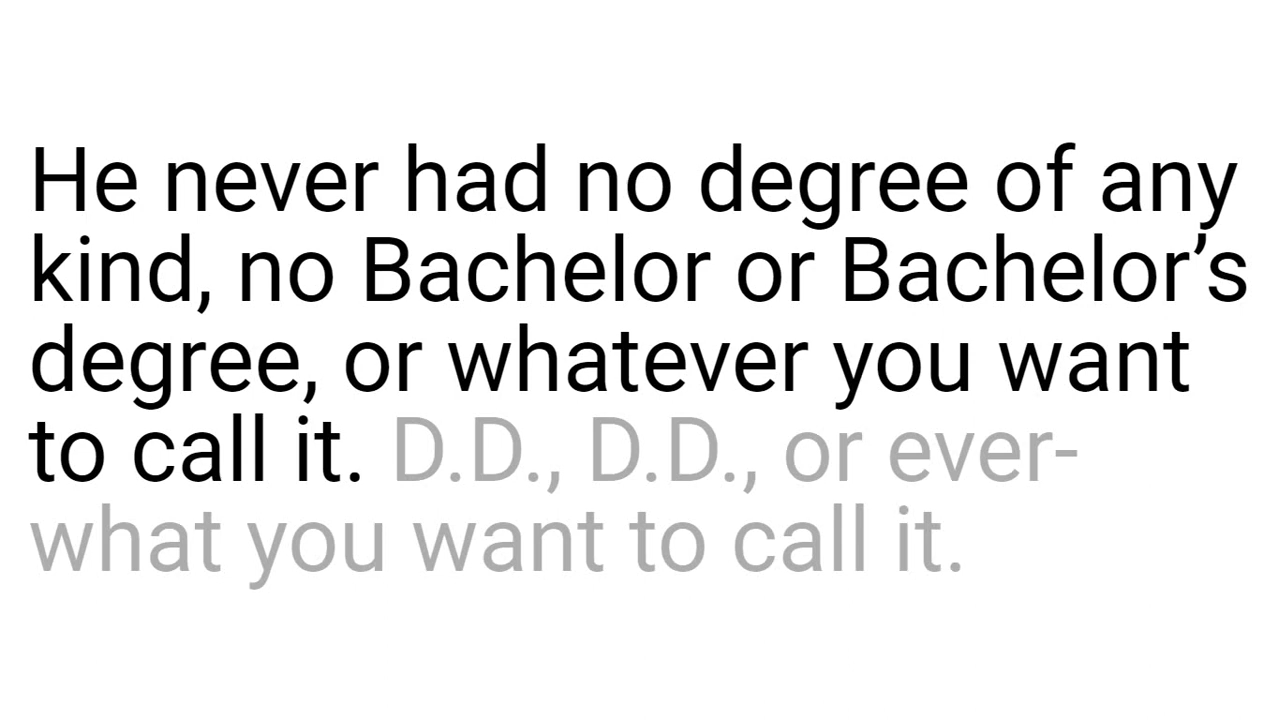 He never had no degree of any
kind, no Bachelor or Bachelor’s
degree, or whatever you want
to call it. D.D., D.D., or ever-
what you want to call it.